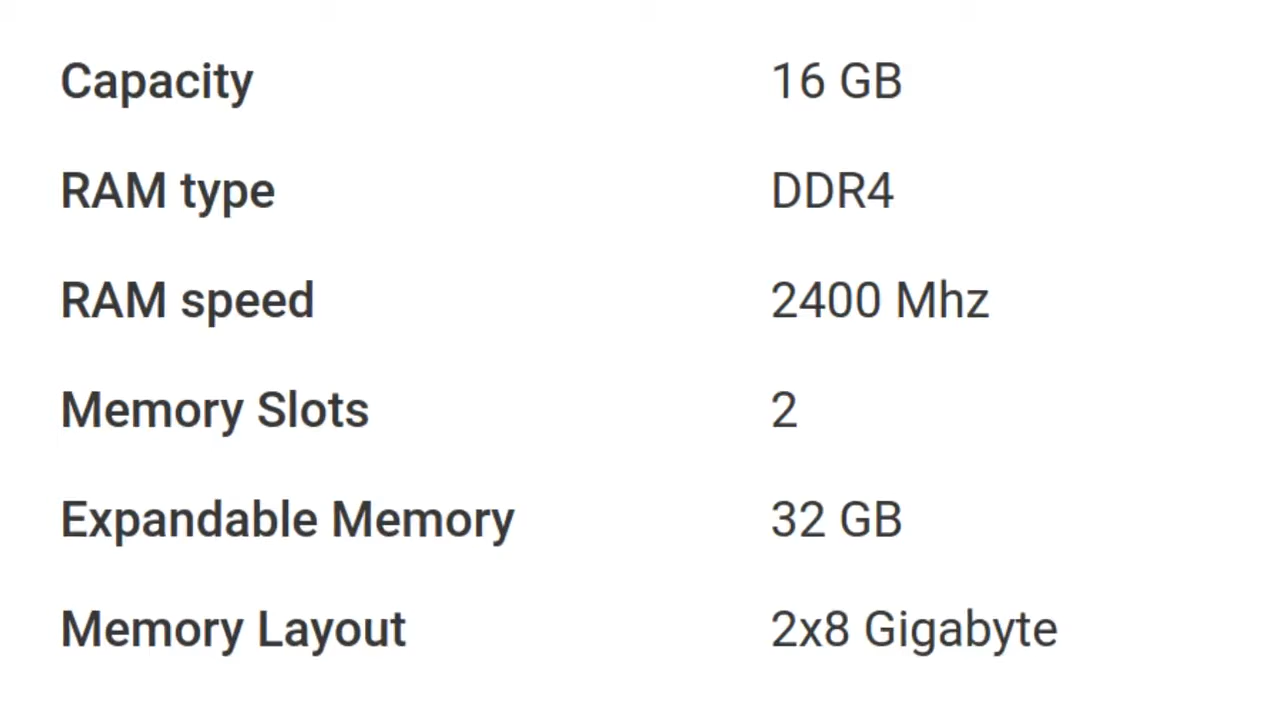 Capacity 16 GB
RAM type DDR4
RAM speed 2400 Mhz
Memory Slots 2
Expandable Memory 32 GB
Memory Layout 2x8 Gigabyte